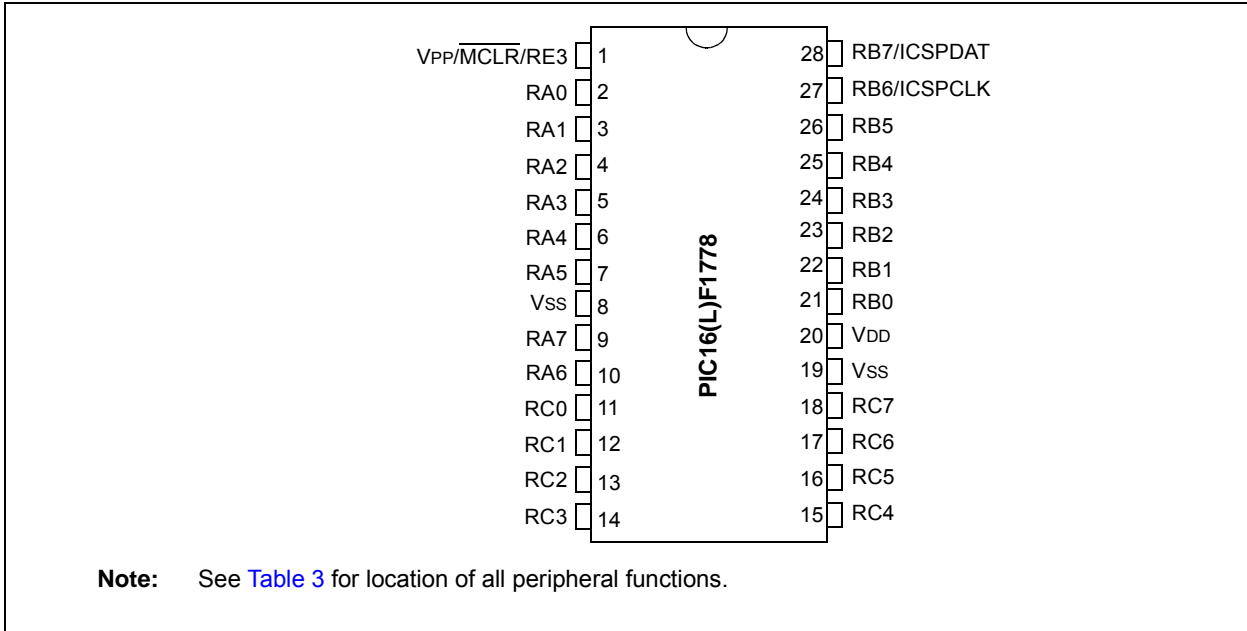 VPP/MCLR/RE3 1 28 RB7/ICSPDAT
RA0 2 27 RB6/ICSPCLK
RA1 3 26 RB5
RA2 4 25 RB4
RA3 5 24 RB3
RA4 6 23 RB2
RA5 7 22 RB1
VSS 8 21 RB0
RA7 9 20 VDD
RA6 10 19 VSS
RC0 11 18 RC7
RC1 12 17 RC6
RC2 13 16 RC5
RC3 14 15 RC4
PIC16(L)F1778
Note: See Table 3 for location of all peripheral functions.